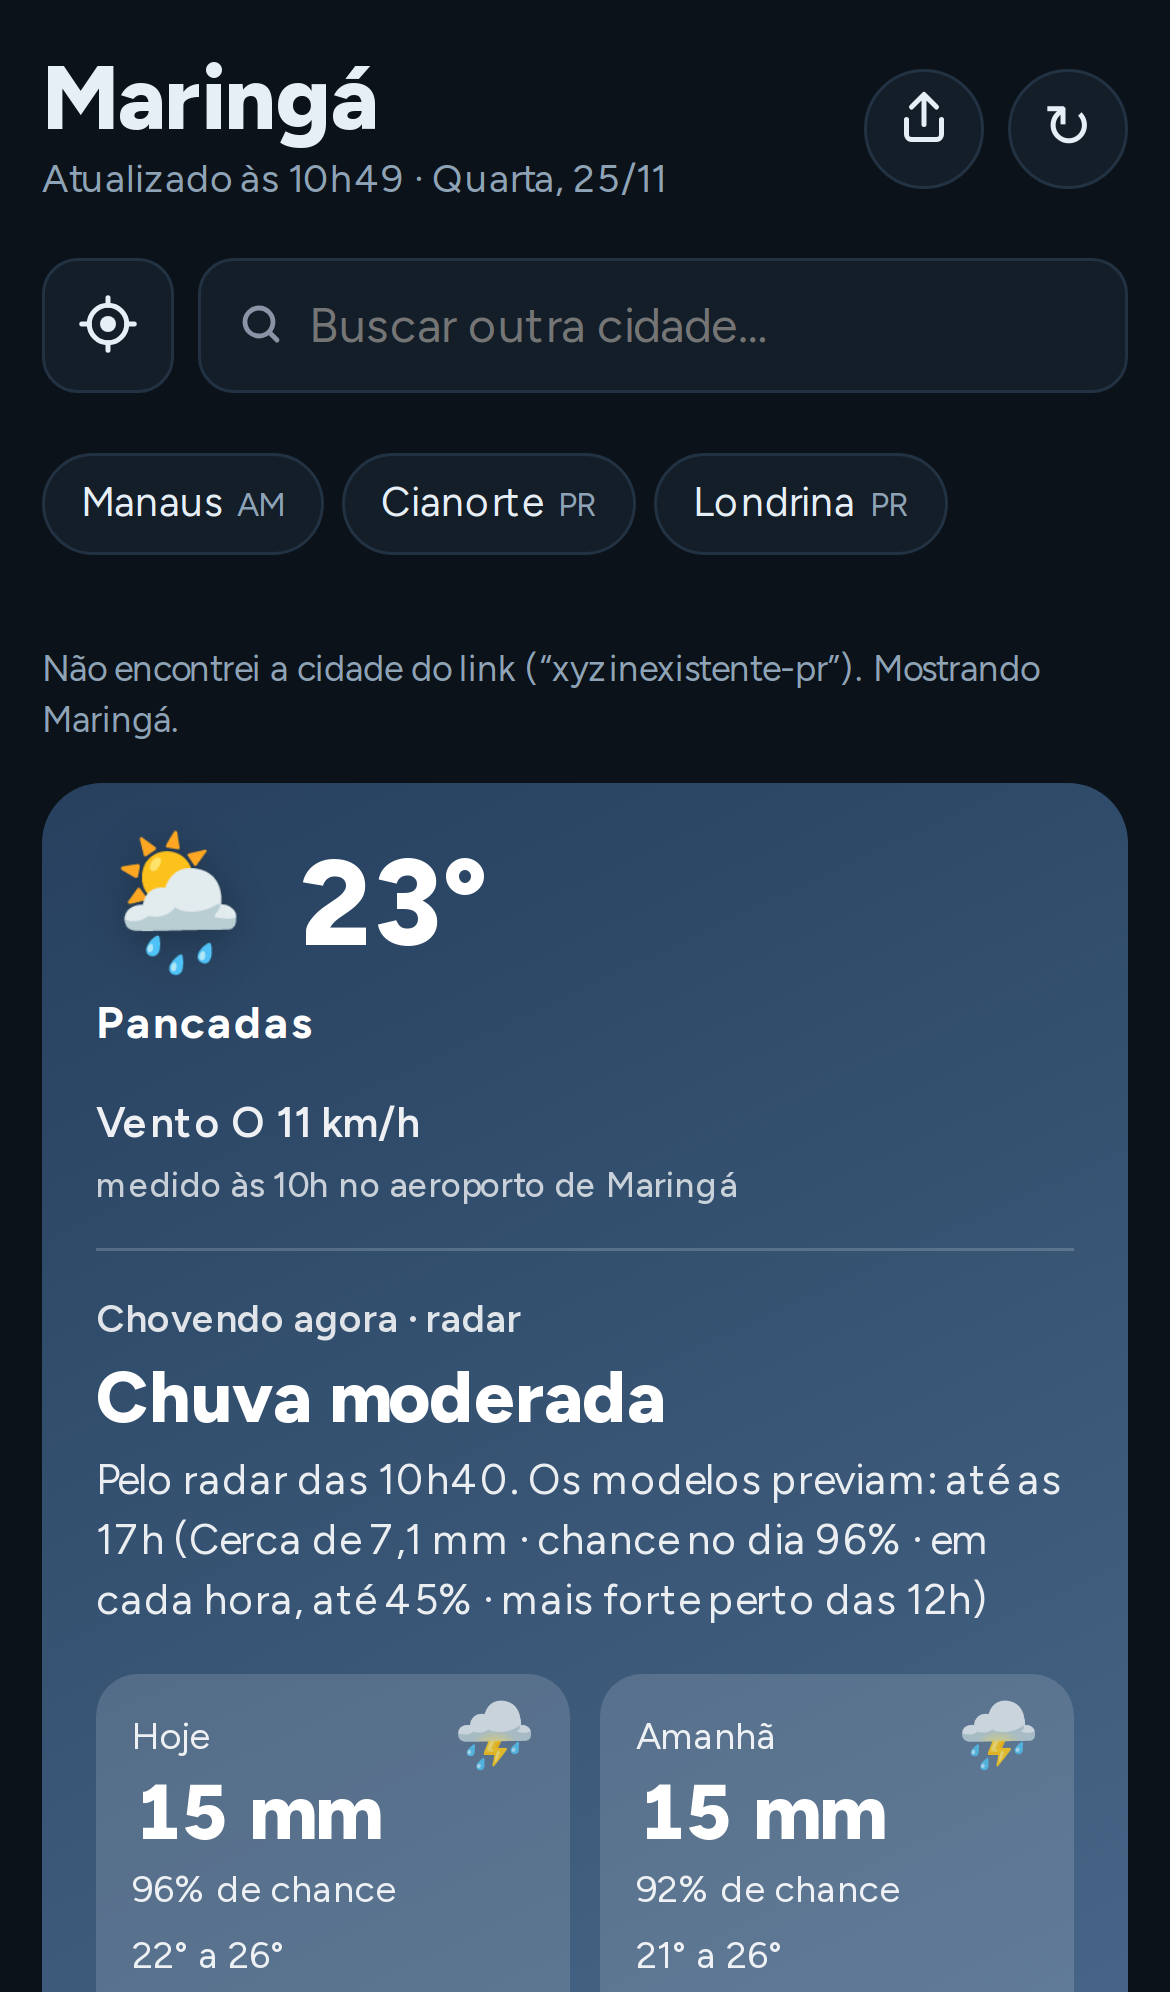 Maringá
Atualizado às 10h49 · Quarta, 25/11
Buscar outra cidade...
Manaus AM
Cianorte PR
Londrina PR
Não encontrei a cidade do link (“xyzinexistente-pr”). Mostrando
Maringá.
23°
Pancadas
Vento O 11 km/h
medido às 10h no aeroporto de Maringá
Chovendo agora · radar
Chuva moderada
Pelo radar das 10h40. Os modelos previam: até as
17h (Cerca de 7,1 mm · chance no dia 96% · em
cada hora, até 45% · mais forte perto das 12h)
Hoje
15 mm
96% de chance
22° a 26°
Amanhã
15 mm
92% de chance
21° a 26°